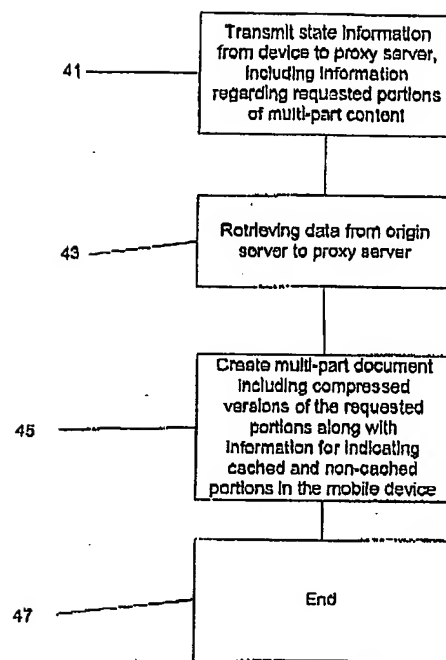 Transmit state information
from device to proxy server,
including information
regarding requested portions
of multi-part content
41
Retrieving data from origin
server to proxy server
43
Create multi-part document
including compressed
versions of the requested
portions along with
information for indicating
cached and non-cached
portions in the mobile device
45
End
47